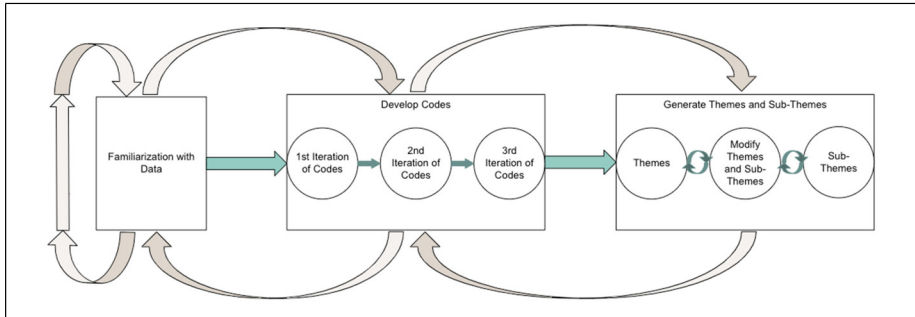 Develop Codes
Generate Themes and Sub-Themes
Familiarization with
Data
1st Iteration
of Codes
2nd
Iteration of
Codes
3rd
Iteration of
Codes
Themes
Modify
Themes
and Sub-
Themes
Sub-
Themes